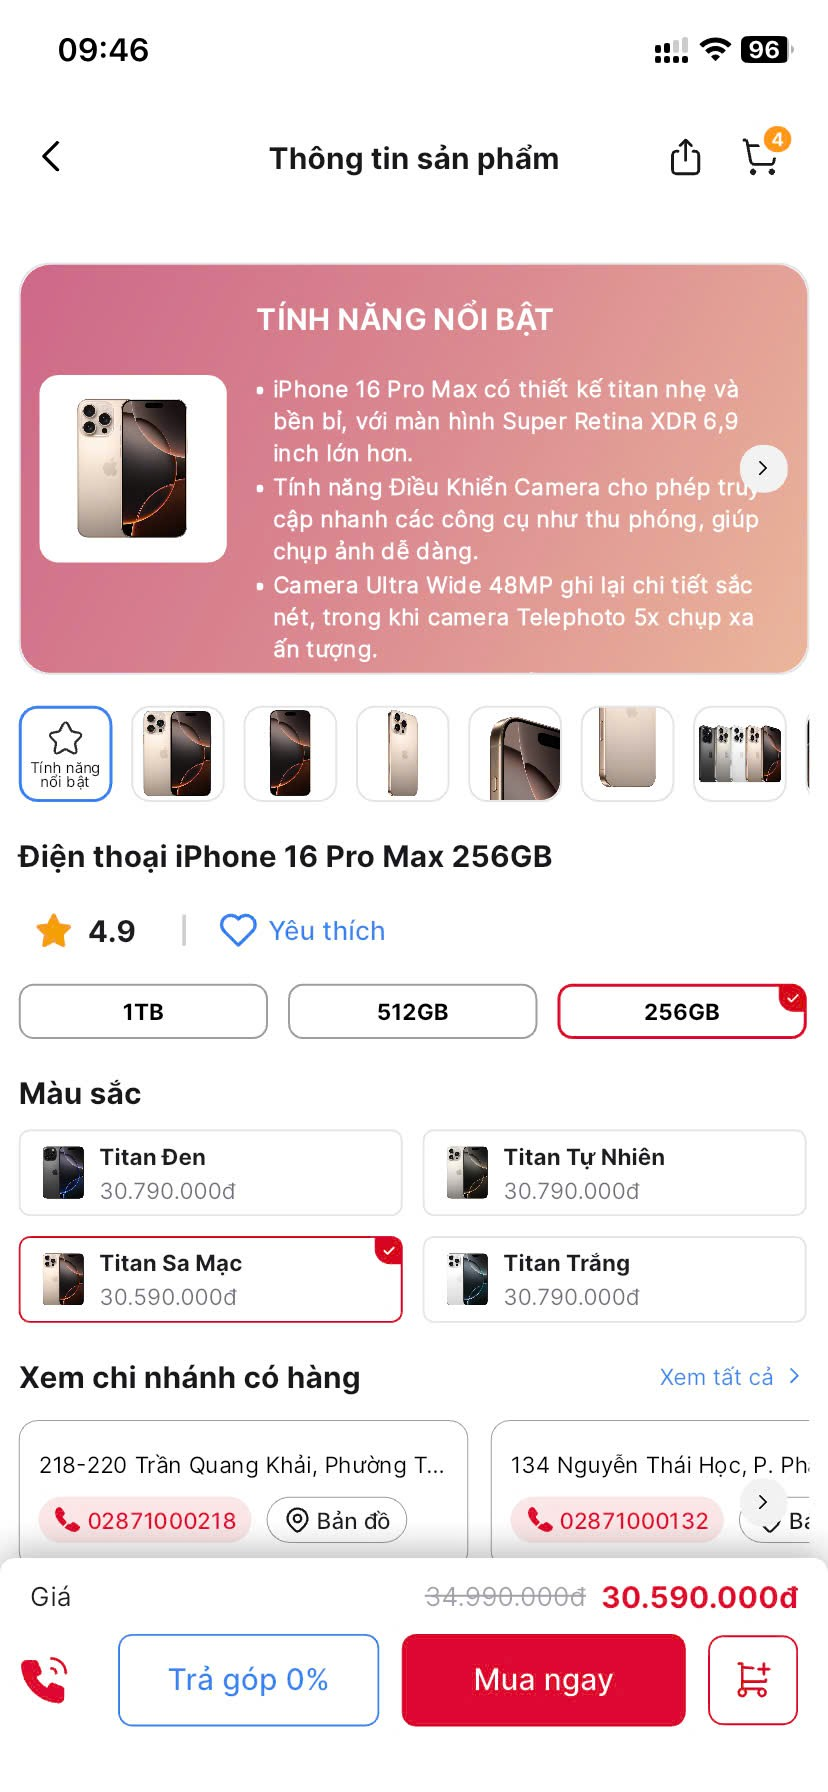 09:46
96
Thông tin sản phẩm
4
TÍNH NĂNG NỔI BẬT
• iPhone 16 Pro Max có thiết kế titan nhẹ và
bền bỉ, với màn hình Super Retina XDR 6,9
inch lớn hơn.
• Tính năng Điều Khiển Camera cho phép truy
cập nhanh các công cụ như thu phóng, giúp
chụp ảnh dễ dàng.
• Camera Ultra Wide 48MP ghi lại chi tiết sắc
nét, trong khi camera Telephoto 5x chụp xa
ấn tượng.
Tính năng
nổi bật
Điện thoại iPhone 16 Pro Max 256GB
4.9
Yêu thích
1TB
512GB
256GB
Màu sắc
Titan Đen
30.790.000đ
Titan Tự Nhiên
30.790.000đ
Titan Sa Mạc
30.590.000đ
Titan Trắng
30.790.000đ
Xem chi nhánh có hàng
Xem tất cả
218-220 Trần Quang Khải, Phường T...
02871000218
Bản đồ
134 Nguyễn Thái Học, P.
02871000132
Giá
34.990.000đ
30.590.000đ
Trả góp 0%
Mua ngay